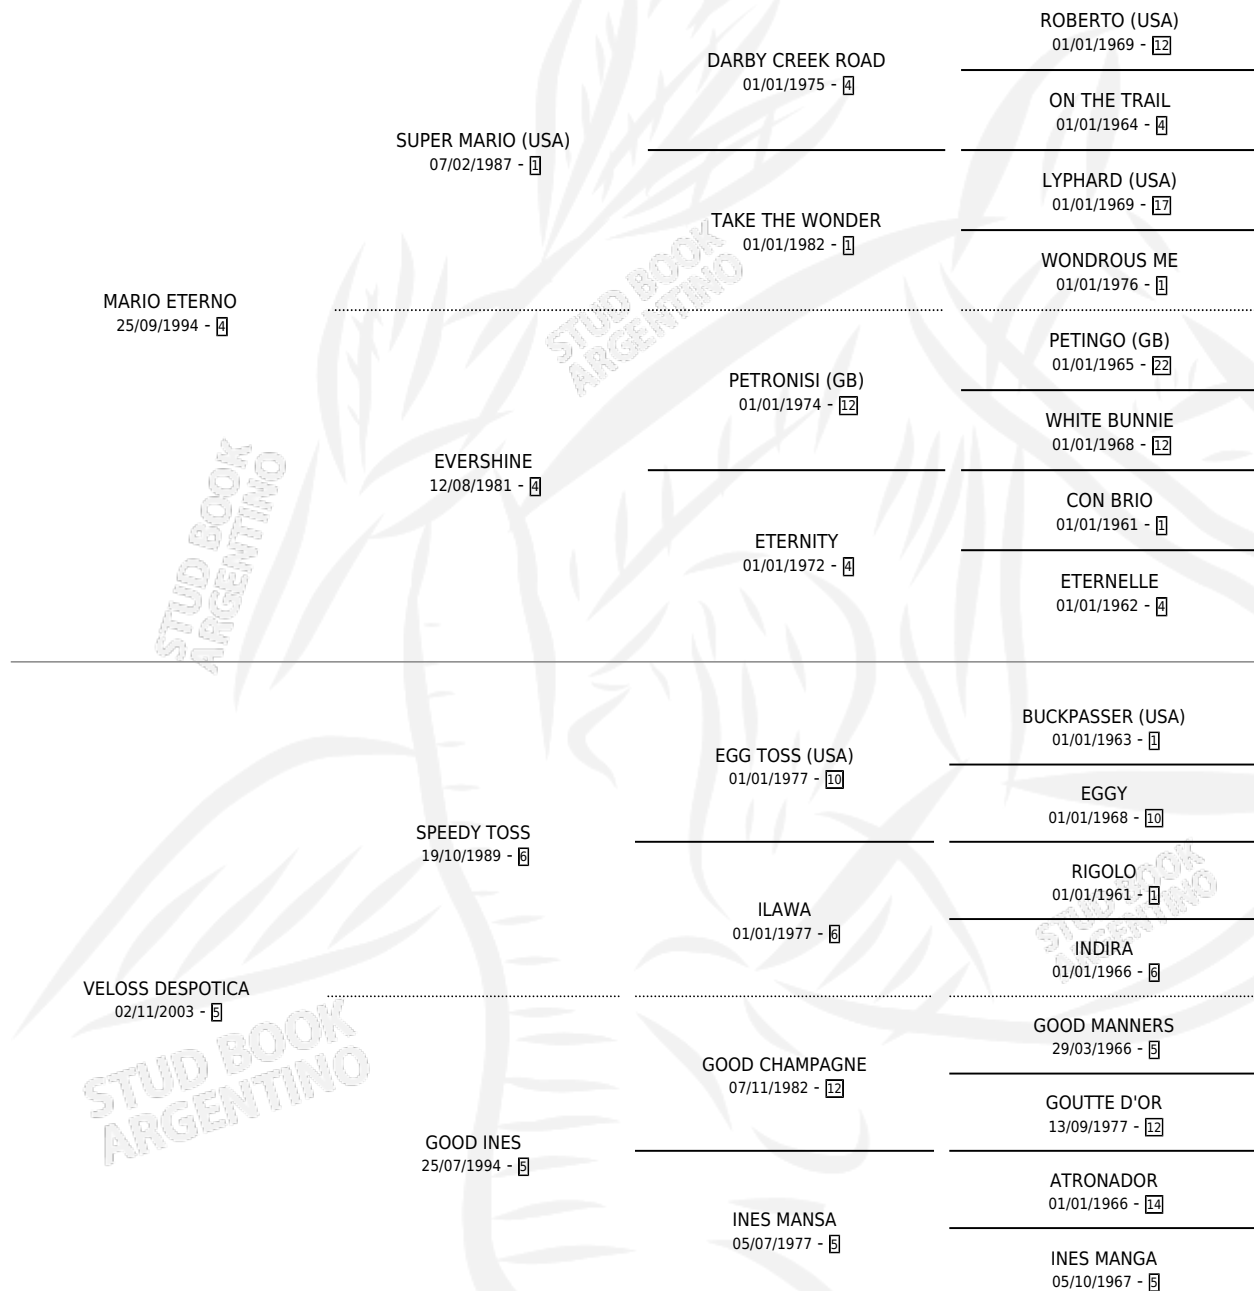 ROBERTO (USA)
01/01/1969 - 12
DARBY CREEK ROAD
01/01/1975 - 4
ON THE TRAIL
01/01/1964 - 4
SUPER MARIO (USA)
07/02/1987 - 1
LYPHARD (USA)
01/01/1969 - 17
TAKE THE WONDER
01/01/1982 - 1
WONDROUS ME
01/01/1976 - 1
MARIO ETERNO
25/09/1994 - 4
PETINGO (GB)
01/01/1965 - 22
PETRONISI (GB)
01/01/1974 - 12
WHITE BUNNIE
01/01/1968 - 12
EVERSHINE
12/08/1981 - 4
CON BRIO
01/01/1961 - 1
ETERNITY
01/01/1972 - 4
ETERNELLE
01/01/1962 - 4
STUD BOOK
ARGENTINO
STUD BOOK
ARGENTINO
BUCKPASSER (USA)
01/01/1963 - 1
EGG TOSS (USA)
01/01/1977 - 10
EGGY
01/01/1968 - 10
SPEEDY TOSS
19/10/1989 - 6
RIGOLO
01/01/1961 - 1
ILAWA
01/01/1977 - 6
INDIRA
01/01/1966 - 6
VELOSS DESPOTICA
02/11/2003 - 5
GOOD MANNERS
29/03/1966 - 5
GOOD CHAMPAGNE
07/11/1982 - 12
GOUTTE D'OR
13/09/1977 - 12
GOOD INES
25/07/1994 - 5
ATRONADOR
01/01/1966 - 14
INES MANSA
05/07/1977 - 5
INES MANGA
05/10/1967 - 5
STUD BOOK
ARGENTINO
STUD BOOK
ARGENTINO